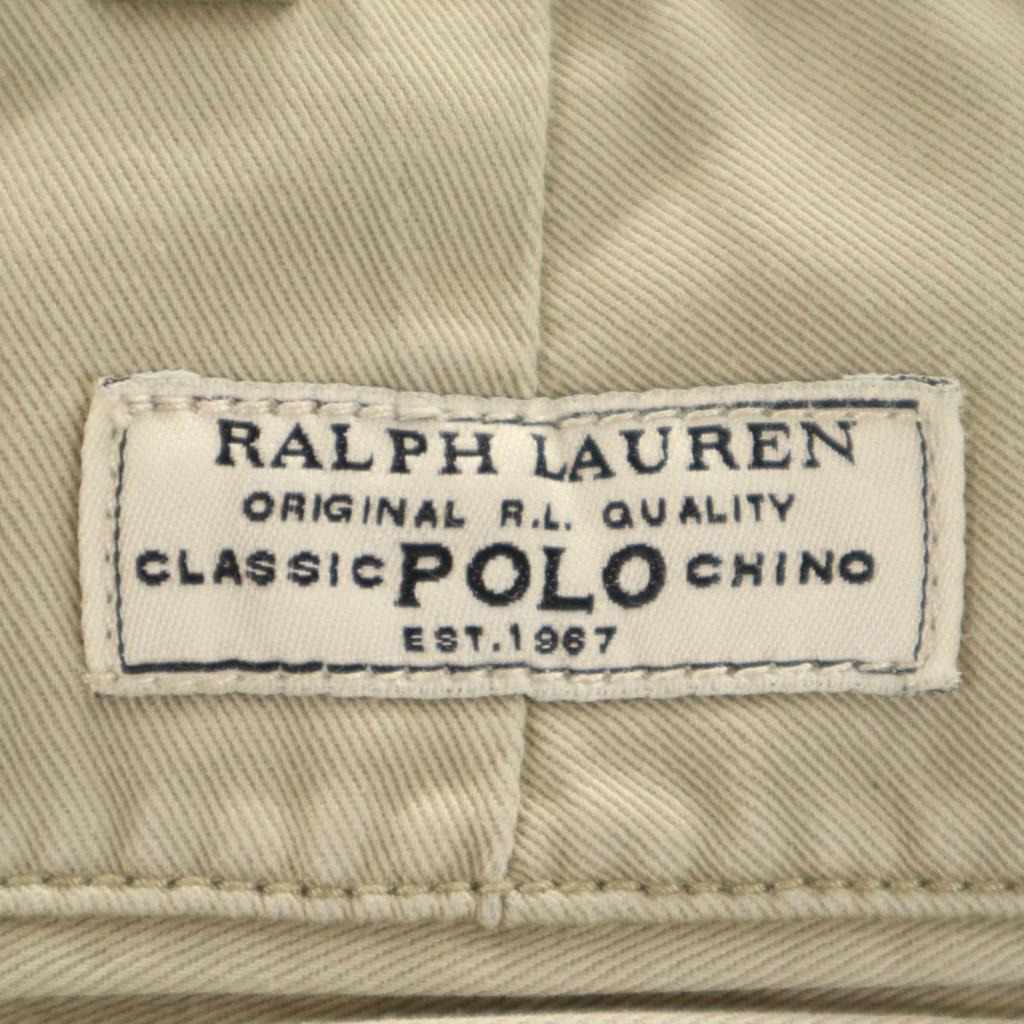 RALPH LAUREN
ORIGINAL R.L. QUALITY
CLASSIC POLO CHINO
EST.1967